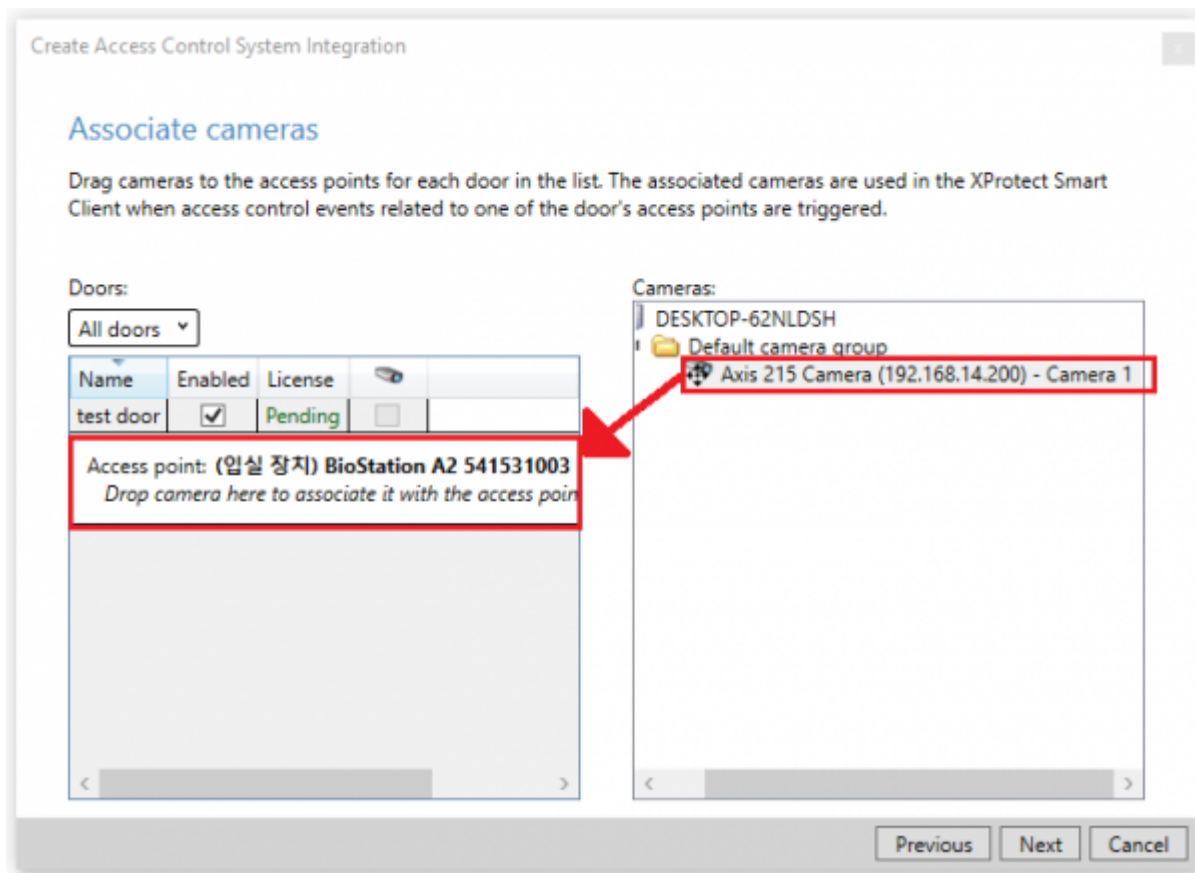 Create Access Control System Integration
Associate cameras
Drag cameras to the access points for each door in the list. The associated cameras are used in the XProtect Smart
Client when access control events related to one of the door's access points are triggered.
Doors:
All doors
Name Enabled License
test door Pending
Access point: (입실 장치) BioStation A2 541531003
Drop camera here to associate it with the access poin
Cameras:
DESKTOP-62NLDSH
Default camera group
Axis 215 Camera (192.168.14.200) - Camera 1
Previous Next Cancel